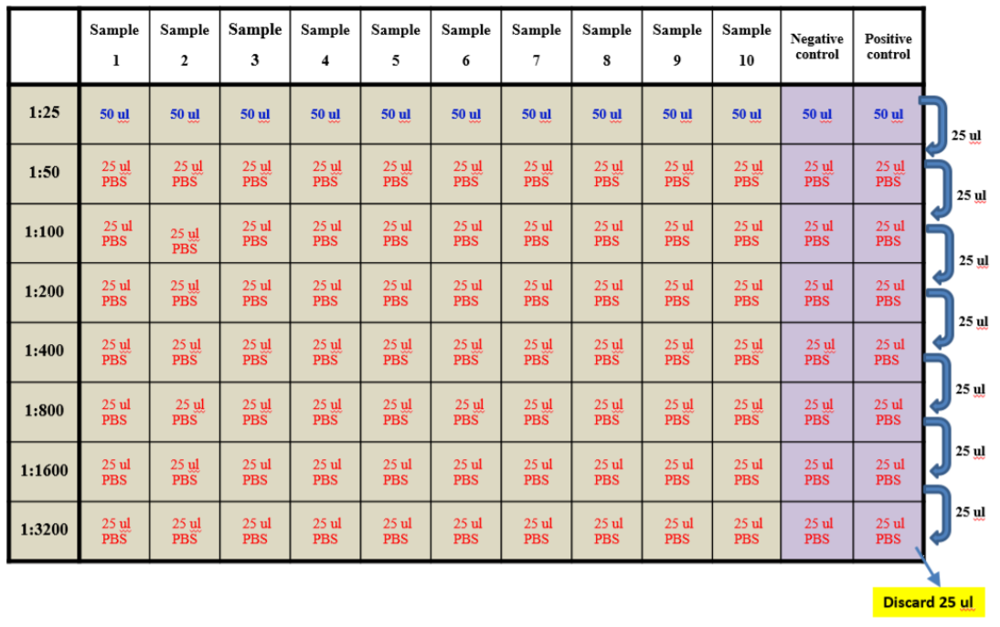 Sample 1 Sample 2 Sample 3 Sample 4 Sample 5 Sample 6 Sample 7 Sample 8 Sample 9 Sample 10 Negative control Positive control
1:25 50 ul 50 ul 50 ul 50 ul 50 ul 50 ul 50 ul 50 ul 50 ul 50 ul 50 ul 50 ul
25 ul
1:50 25 ul PBS 25 ul PBS 25 ul PBS 25 ul PBS 25 ul PBS 25 ul PBS 25 ul PBS 25 ul PBS 25 ul PBS 25 ul PBS 25 ul PBS 25 ul PBS
25 ul
1:100 25 ul PBS 25 ul PBS 25 ul PBS 25 ul PBS 25 ul PBS 25 ul PBS 25 ul PBS 25 ul PBS 25 ul PBS 25 ul PBS 25 ul PBS 25 ul PBS
25 ul
1:200 25 ul PBS 25 ul PBS 25 ul PBS 25 ul PBS 25 ul PBS 25 ul PBS 25 ul PBS 25 ul PBS 25 ul PBS 25 ul PBS 25 ul PBS 25 ul PBS
25 ul
1:400 25 ul PBS 25 ul PBS 25 ul PBS 25 ul PBS 25 ul PBS 25 ul PBS 25 ul PBS 25 ul PBS 25 ul PBS 25 ul PBS 25 ul PBS 25 ul PBS
25 ul
1:800 25 ul PBS 25 ul PBS 25 ul PBS 25 ul PBS 25 ul PBS 25 ul PBS 25 ul PBS 25 ul PBS 25 ul PBS 25 ul PBS 25 ul PBS 25 ul PBS
25 ul
1:1600 25 ul PBS 25 ul PBS 25 ul PBS 25 ul PBS 25 ul PBS 25 ul PBS 25 ul PBS 25 ul PBS 25 ul PBS 25 ul PBS 25 ul PBS 25 ul PBS
25 ul
1:3200 25 ul PBS 25 ul PBS 25 ul PBS 25 ul PBS 25 ul PBS 25 ul PBS 25 ul PBS 25 ul PBS 25 ul PBS 25 ul PBS 25 ul PBS 25 ul PBS
Discard 25 ul